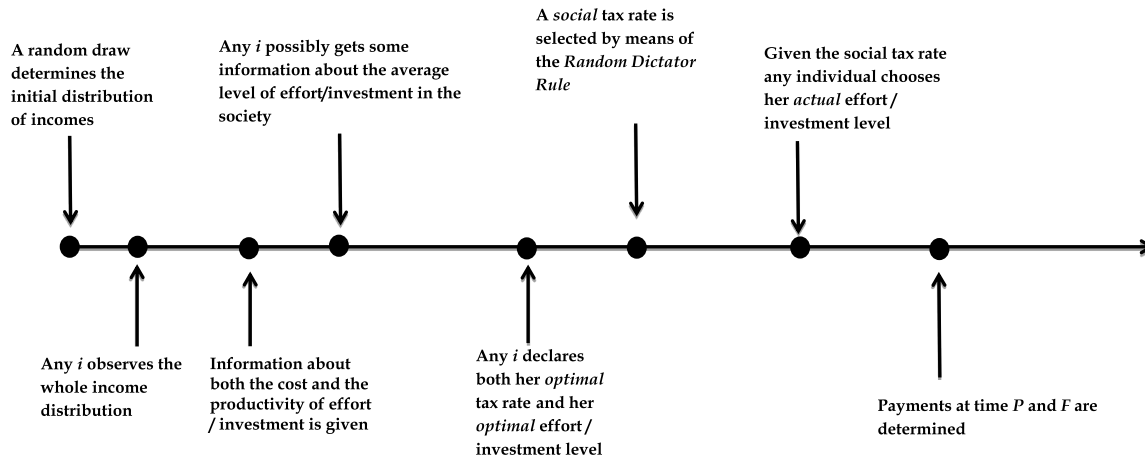 A random draw
determines the
initial distribution
of incomes
Any i possibly gets some
information about the average
level of effort/investment in the
society
A social tax rate is
selected by means of
the Random Dictator
Rule
Given the social tax rate
any individual chooses
her actual effort /
investment level
Any i observes the
whole income
distribution
Information about
both the cost and the
productivity of effort
/ investment is given
Any i declares
both her optimal
tax rate and her
optimal effort /
investment level
Payments at time P and F are
determined